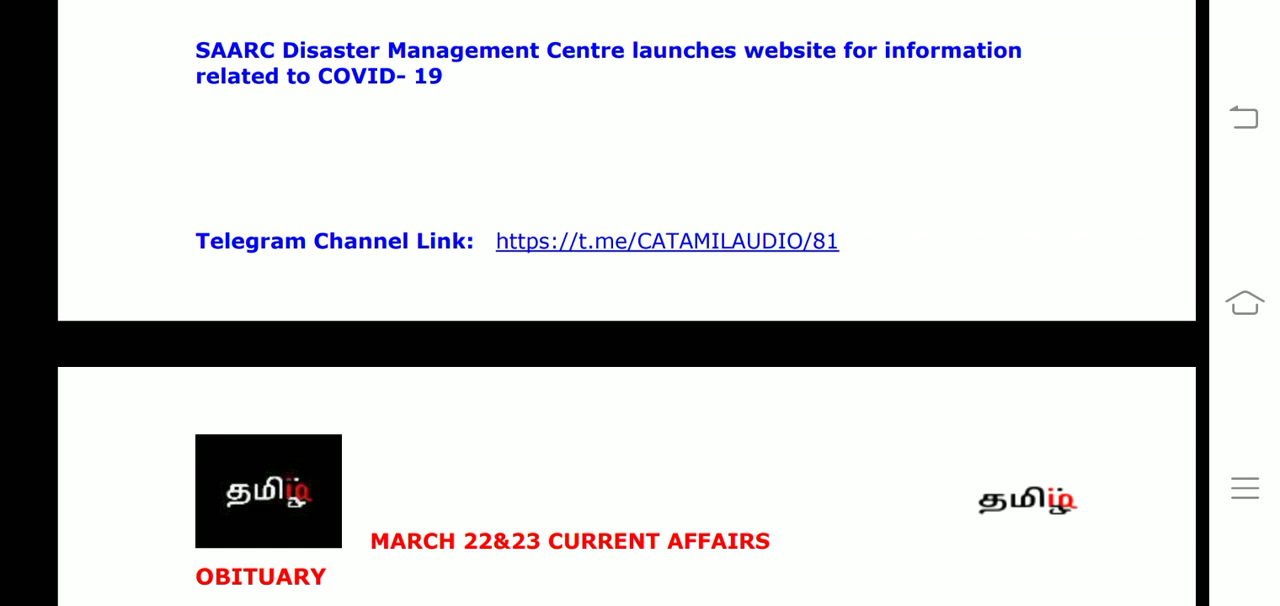 SAARC Disaster Management Centre launches website for information
related to COVID- 19
Telegram Channel Link: https://t.me/CATAMILAUDIO/81
தமிழ்
தமிழ்
MARCH 22&23 CURRENT AFFAIRS
OBITUARY